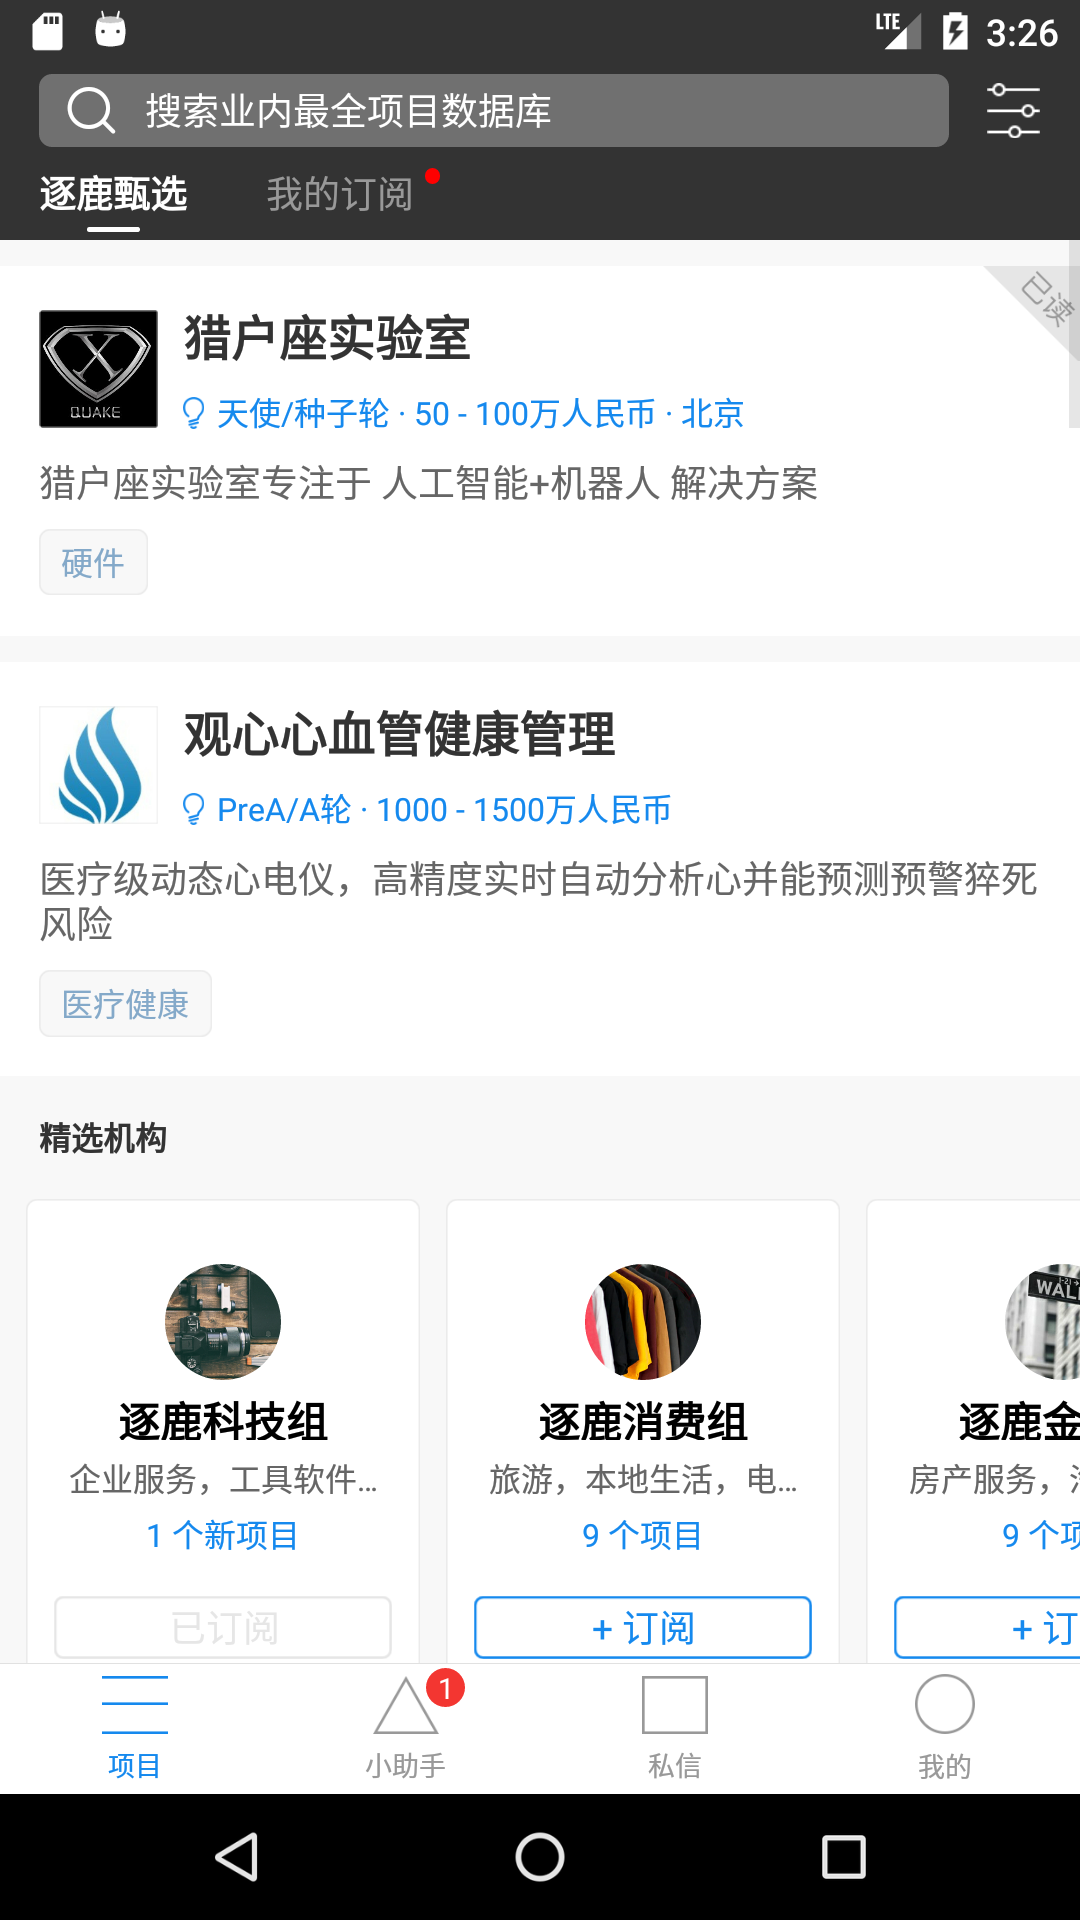 LTE 3:26
搜索业内最全项目数据库
逐鹿甄选 我的订阅
已读
猎户座实验室
QUAKE
天使/种子轮 · 50 - 100万人民币 · 北京
猎户座实验室专注于 人工智能+机器人 解决方案
硬件
观心心血管健康管理
PreA/A轮 · 1000 - 1500万人民币
医疗级动态心电仪，高精度实时自动分析心并能预测预警猝死
风险
医疗健康
精选机构
逐鹿科技组 逐鹿消费组 逐鹿金
企业服务，工具软件... 旅游，本地生活，电... 房产服务，
1 个新项目 9 个项目 9 个项
已订阅 + 订阅 + 订
1
项目 小助手 私信 我的